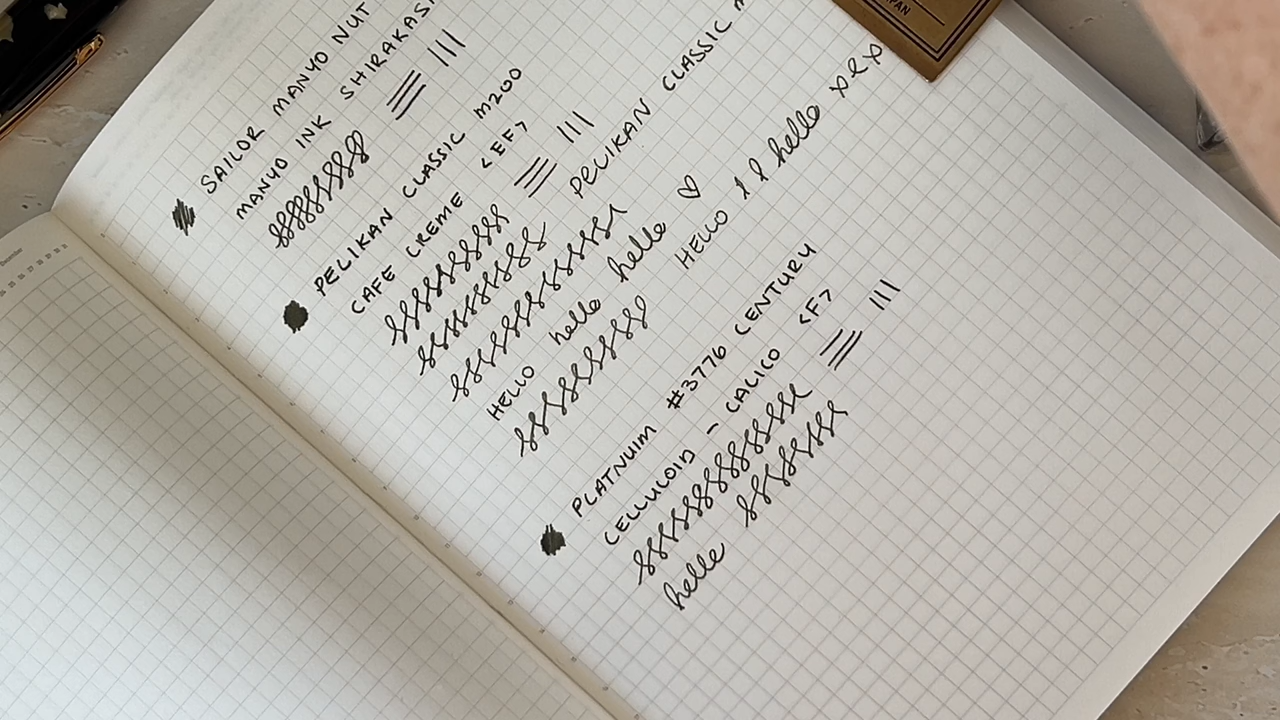 SAILOR MANYO NUT
MANYO INK SHIRAKASI
PELIKAN CLASSIC M200
CAFE CREME <EF>
PELIKAN CLASSIC
HELLO hello hello ♡
HELLO l l hello
PLATNUIM #3776 CENTURY
CELLULOID - CALICO <F>
hello
December